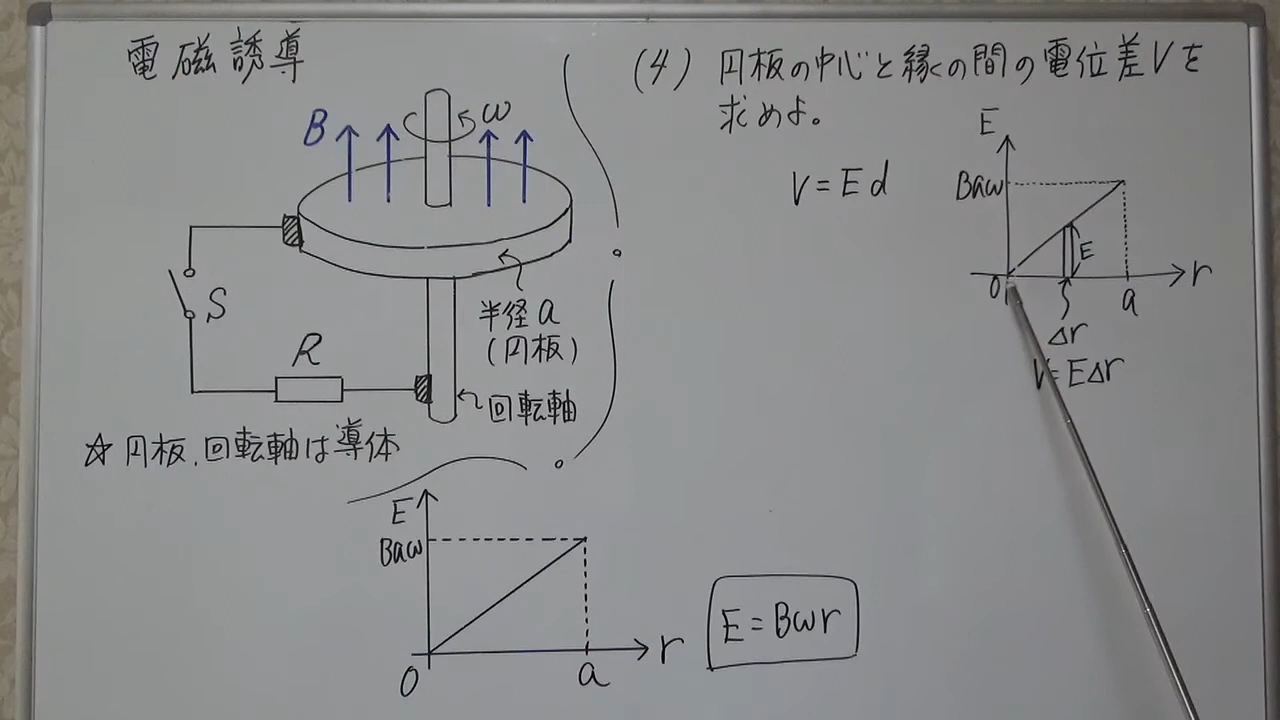 電磁誘導
B
ω
S
R
半径a
(円板)
回転軸
☆円板、回転軸は導体
E
Baω
O
a
r
E = Bωr
(4) 円板の中心と縁との間の電位差Vを
求めよ。
V = Ed
E
Baω
E
O
a
r
Δr
V = EΔr